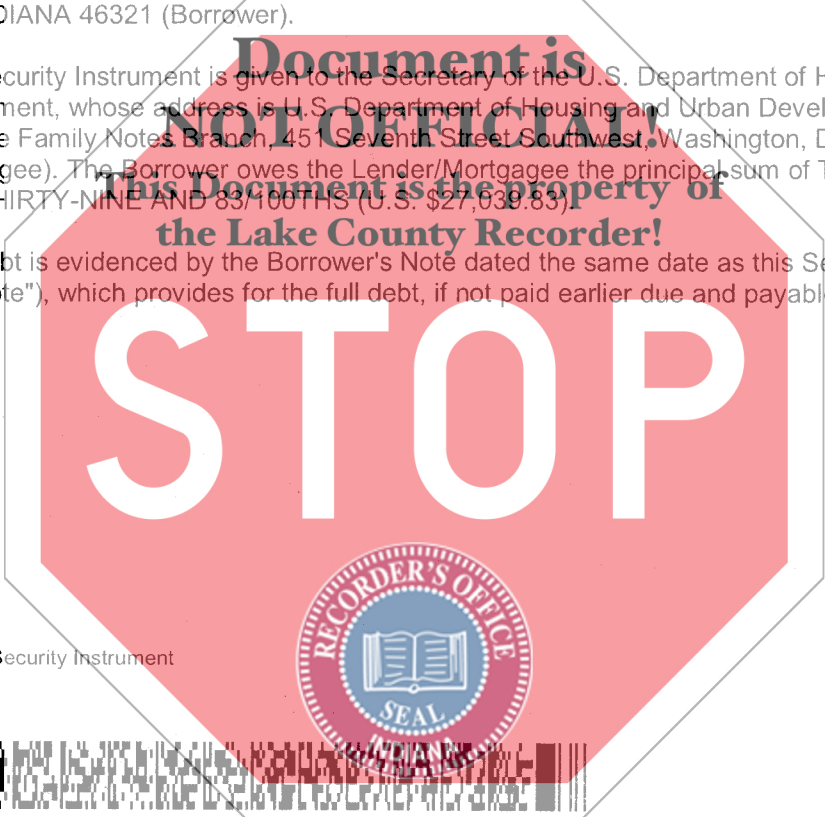 DIANA 46321 (Borrower).
Document is
ecurity Instrument is given to the Secretary of the U.S. Department of H
ment, whose address is U.S. Department of Housing and Urban Devel
NOT OFFICIAL!
e Family Notes Branch, 451 Seventh Street Southwest, Washington, D
gee). The Borrower owes the Lender/Mortgagee the principal sum of T
This Document is the property of
HIRTY-NINE AND 83/100THS (U.S. $27,039.83).
the Lake County Recorder!
bt is evidenced by the Borrower's Note dated the same date as this Se
te"), which provides for the full debt, if not paid earlier due and payabl
STOP
RECORDER'S OFFICE
SEAL
INDIANA
Security Instrument